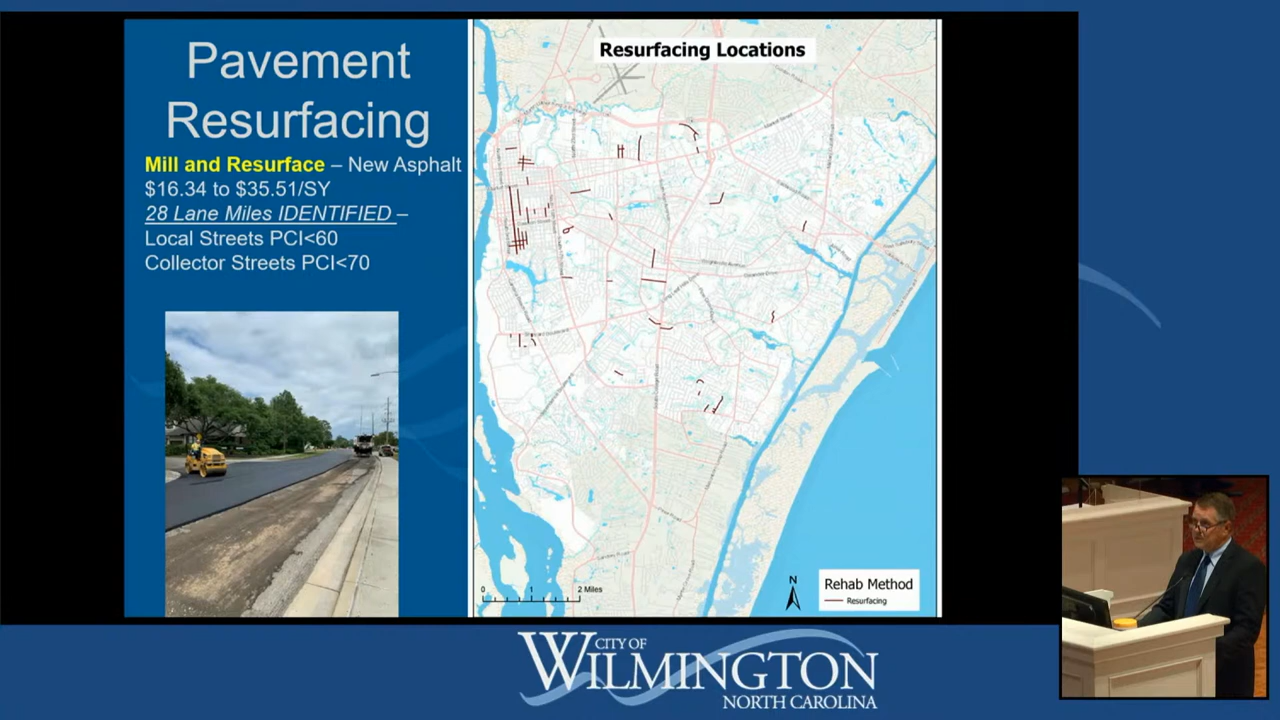 Pavement
Resurfacing
Mill and Resurface – New Asphalt
$16.34 to $35.51/SY
28 Lane Miles IDENTIFIED –
Local Streets PCI<60
Collector Streets PCI<70
Resurfacing Locations
0 1 2 Miles
N
Rehab Method
Resurfacing
CITY OF
WILMINGTON
NORTH CAROLINA